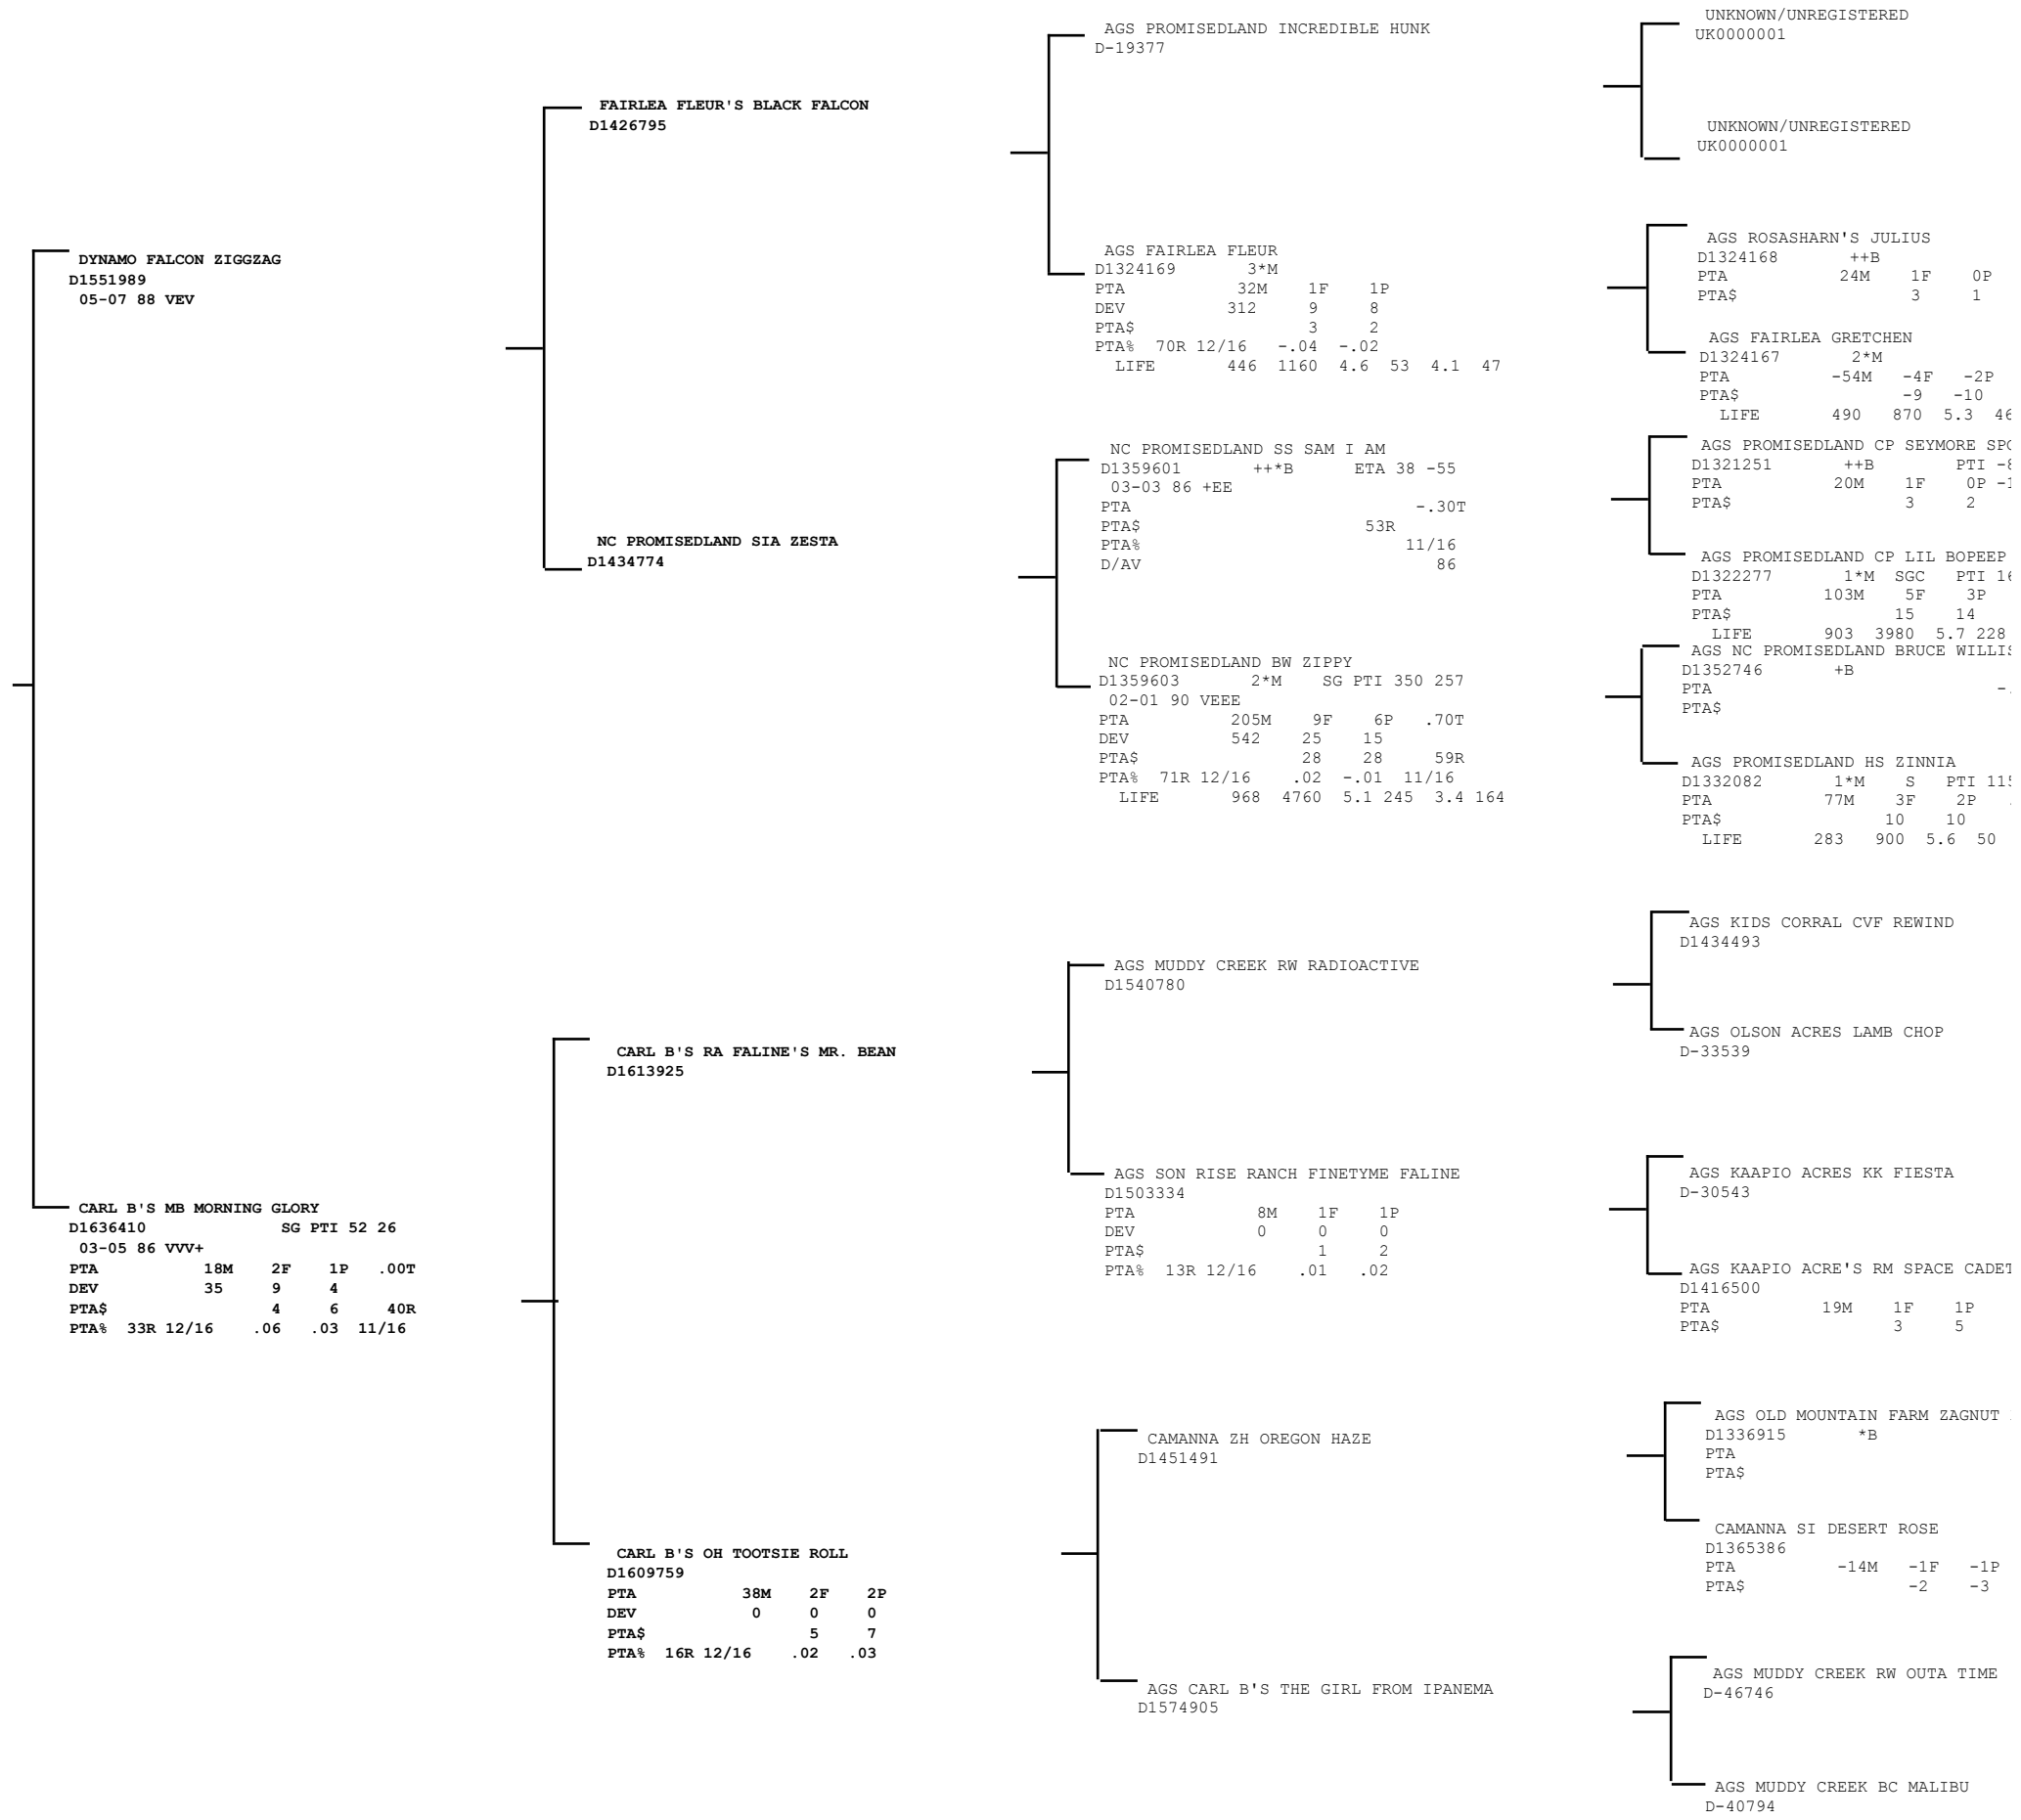 DYNAMO FALCON ZIGGZAG
D1551989
05-07 88 VEV
CARL B'S MB MORNING GLORY
D1636410 SG PTI 52 26
03-05 86 VVV+
PTA 18M 2F 1P .00T
DEV 35 9 4
PTA$ 4 6 40R
PTA% 33R 12/16 .06 .03 11/16
FAIRLEA FLEUR'S BLACK FALCON
D1426795
NC PROMISEDLAND SIA ZESTA
D1434774
CARL B'S RA FALINE'S MR. BEAN
D1613925
CARL B'S OH TOOTSIE ROLL
D1609759
PTA 38M 2F 2P
DEV 0 0 0
PTA$ 5 7
PTA% 16R 12/16 .02 .03
AGS PROMISEDLAND INCREDIBLE HUNK
D-19377
AGS FAIRLEA FLEUR
D1324169 3*M
PTA 32M 1F 1P
DEV 312 9 8
PTA$ 3 2
PTA% 70R 12/16 -.04 -.02
LIFE 446 1160 4.6 53 4.1 47
NC PROMISEDLAND SS SAM I AM
D1359601 ++*B ETA 38 -55
03-03 86 +EE
PTA -.30T
PTA$ 53R
PTA% 11/16
D/AV 86
NC PROMISEDLAND BW ZIPPY
D1359603 2*M SG PTI 350 257
02-01 90 VEEE
PTA 205M 9F 6P .70T
DEV 542 25 15
PTA$ 28 28 59R
PTA% 71R 12/16 .02 -.01 11/16
LIFE 968 4760 5.1 245 3.4 164
AGS MUDDY CREEK RW RADIOACTIVE
D1540780
AGS SON RISE RANCH FINETYME FALINE
D1503334
PTA 8M 1F 1P
DEV 0 0 0
PTA$ 1 2
PTA% 13R 12/16 .01 .02
CAMANNA ZH OREGON HAZE
D1451491
AGS CARL B'S THE GIRL FROM IPANEMA
D1574905
UNKNOWN/UNREGISTERED
UK0000001
UNKNOWN/UNREGISTERED
UK0000001
AGS ROSASHARN'S JULIUS
D1324168 ++B
PTA 24M 1F 0P
PTA$ 3 1
AGS FAIRLEA GRETCHEN
D1324167 2*M
PTA -54M -4F -2P
PTA$ -9 -10
LIFE 490 870 5.3 46
AGS PROMISEDLAND CP SEYMORE
D1321251 ++B PTI
PTA 20M 1F 0P
PTA$ 3 2
AGS PROMISEDLAND CP LIL BOPEEP
D1322277 1*M SGC PTI
PTA 103M 5F 3P
PTA$ 15 14
LIFE 903 3980 5.7 228
AGS NC PROMISEDLAND BRUCE
D1352746 +B
PTA
PTA$
AGS PROMISEDLAND HS ZINNIA
D1332082 1*M S PTI
PTA 77M 3F 2P
PTA$ 10 10
LIFE 283 900 5.6 50
AGS KIDS CORRAL CVF REWIND
D1434493
AGS OLSON ACRES LAMB CHOP
D-33539
AGS KAAPIO ACRES KK FIESTA
D-30543
AGS KAAPIO ACRE'S RM SPACE CADET
D1416500
PTA 19M 1F 1P
PTA$ 3 5
AGS OLD MOUNTAIN FARM ZAGNUT
D1336915 *B
PTA
PTA$
CAMANNA SI DESERT ROSE
D1365386
PTA -14M -1F -1P
PTA$ -2 -3
AGS MUDDY CREEK RW OUTA TIME
D-46746
AGS MUDDY CREEK BC MALIBU
D-40794